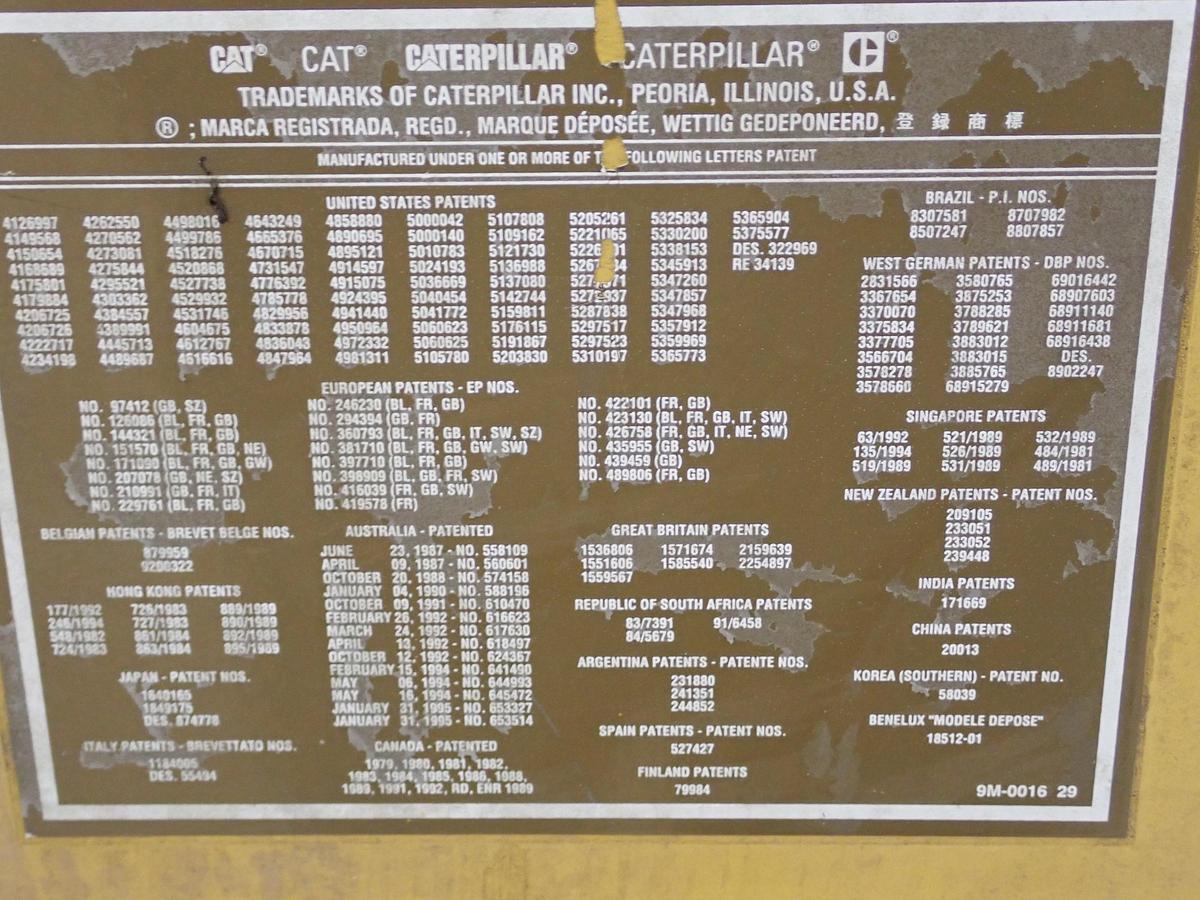 CAT® CAT® CATERPILLAR® CATERPILLAR® C®
TRADEMARKS OF CATERPILLAR INC., PEORIA, ILLINOIS, U.S.A.
® ; MARCA REGISTRADA, REGD., MARQUE DÉPOSÉE, WETTIG GEDEPONEERD, 登 録 商 標
MANUFACTURED UNDER ONE OR MORE OF FOLLOWING LETTERS PATENT
UNITED STATES PATENTS
4126997 4262550 4498016 4643249 4858880 5000042 5107808 5205261 5325834 5365904
4149568 4270562 4499786 4665376 4890695 5000140 5109162 5221065 5330200 5375577
4150654 4273081 4518276 4670715 4895121 5010783 5121730 5338153 DES. 322969
4168689 4275844 4520868 4731547 4914597 5024193 5136988 5345913 RE 34139
4175801 4295521 4527738 4776392 4915075 5036669 5137080 5347260
4179884 4303362 4529932 4785778 4924395 5040454 5142744 5347857
4206725 4384557 4531746 4829956 4941440 5041772 5159811 5287838 5347968
4206726 4389991 4604675 4833878 4950964 5060623 5176115 5297517 5357912
4222717 4445713 4612767 4836043 4972332 5060625 5191867 5297523 5359969
4234198 4489687 4616616 4847964 4981311 5105780 5203830 5310197 5365773
BRAZIL - P.I. NOS.
8307581 8707982
8507247 8807857
WEST GERMAN PATENTS - DBP NOS.
2831566 3580765 69016442
3367654 3875253 68907603
3370070 3788285 68911140
3375834 3789621 68911681
3377705 3883012 68916438
3566704 3883015 DES.
3578278 3885765 8902247
3578660 68915279
EUROPEAN PATENTS - EP NOS.
NO. 97412 (GB, SZ) NO. 246230 (BL, FR, GB) NO. 422101 (FR, GB)
NO. 126086 (BL, FR, GB) NO. 294394 (GB, FR) NO. 423130 (BL, FR, GB, IT, SW)
NO. 144321 (BL, FR, GB) NO. 360793 (BL, FR, GB, IT, SW, SZ) NO. 426758 (FR, GB, IT, NE, SW)
NO. 151570 (BL, FR, GB, NE) NO. 381710 (BL, FR, GB, GW, SW) NO. 435955 (GB, SW)
NO. 171090 (BL, FR, GB, GW) NO. 397710 (BL, FR, GB) NO. 439459 (GB)
NO. 207078 (GB, NE, SZ) NO. 398909 (BL, GB, FR, SW) NO. 489806 (FR, GB)
NO. 210991 (GB, FR, IT) NO. 416039 (FR, GB, SW)
NO. 229761 (BL, FR, GB) NO. 419578 (FR)
SINGAPORE PATENTS
63/1992 521/1989 532/1989
135/1994 526/1989 484/1981
519/1989 531/1989 489/1981
NEW ZEALAND PATENTS - PATENT NOS.
209105
233051
233052
239448
BELGIAN PATENTS - BREVET BELGE NOS.
879959
9200322
HONG KONG PATENTS
177/1992 726/1983 889/1989
246/1994 727/1983 890/1989
548/1982 861/1984 892/1989
724/1983 863/1984 895/1989
JAPAN - PATENT NOS.
1640165
1849175
DES. 874778
ITALY PATENTS - BREVETTATO NOS.
1184005
DES. 55494
AUSTRALIA - PATENTED
JUNE 23, 1987 - NO. 558109
APRIL 09, 1987 - NO. 560601
OCTOBER 20, 1988 - NO. 574158
JANUARY 04, 1990 - NO. 588196
OCTOBER 09, 1991 - NO. 610470
FEBRUARY 26, 1992 - NO. 616623
MARCH 24, 1992 - NO. 617630
APRIL 13, 1992 - NO. 618497
OCTOBER 12, 1992 - NO. 624367
FEBRUARY 15, 1994 - NO. 641490
MAY 06, 1994 - NO. 644993
MAY 16, 1994 - NO. 645472
JANUARY 31, 1995 - NO. 653327
JANUARY 31, 1995 - NO. 653514
CANADA - PATENTED
1979, 1980, 1981, 1982,
1983, 1984, 1985, 1986, 1988,
1989, 1991, 1992, RD, ENR 1989
GREAT BRITAIN PATENTS
1536806 1571674 2159639
1551606 1585540 2254897
1559567
REPUBLIC OF SOUTH AFRICA PATENTS
83/7391 91/6458
84/5679
ARGENTINA PATENTS - PATENTE NOS.
231880
241351
244852
SPAIN PATENTS - PATENT NOS.
527427
FINLAND PATENTS
79984
INDIA PATENTS
171669
CHINA PATENTS
20013
KOREA (SOUTHERN) - PATENT NO.
58039
BENELUX "MODELE DEPOSE"
18512-01
9M-0016 29